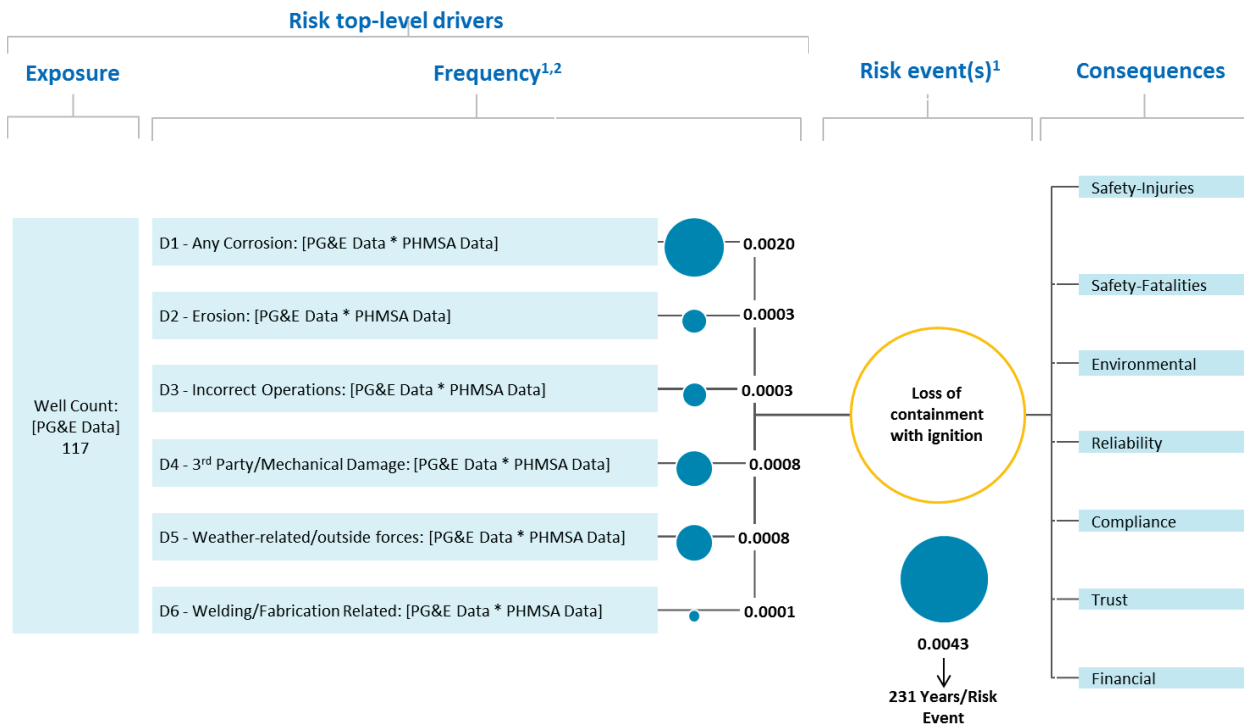 Risk top-level drivers
Exposure
Frequency1,2
Risk event(s)1
Consequences
Well Count:
[PG&E Data]
117
D1 - Any Corrosion: [PG&E Data * PHMSA Data]
0.0020
D2 - Erosion: [PG&E Data * PHMSA Data]
0.0003
D3 - Incorrect Operations: [PG&E Data * PHMSA Data]
0.0003
D4 - 3rd Party/Mechanical Damage: [PG&E Data * PHMSA Data]
0.0008
D5 - Weather-related/outside forces: [PG&E Data * PHMSA Data]
0.0008
D6 - Welding/Fabrication Related: [PG&E Data * PHMSA Data]
0.0001
Loss of
containment
with ignition
0.0043
231 Years/Risk
Event
Safety-Injuries
Safety-Fatalities
Environmental
Reliability
Compliance
Trust
Financial